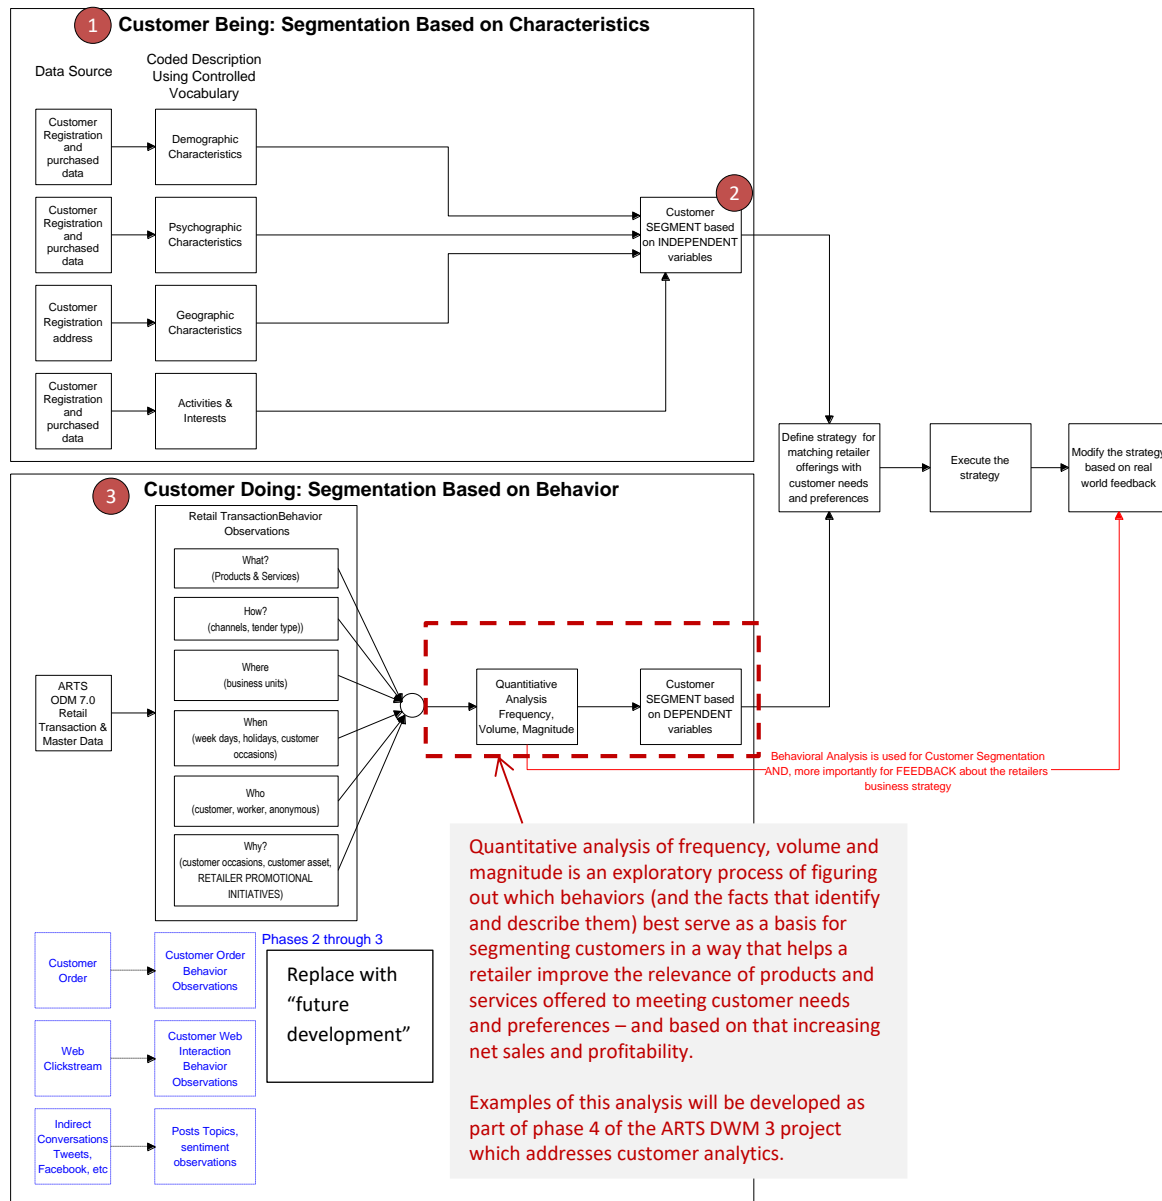 1
Customer Being: Segmentation Based on Characteristics
Data Source
Coded Description
Using Controlled
Vocabulary
Customer
Registration
and
purchased
data
Demographic
Characteristics
Customer
Registration
and
purchased
data
Psychographic
Characteristics
2
Customer
SEGMENT based
on INDEPENDENT
variables
Customer
Registration
address
Geographic
Characteristics
Customer
Registration
and
purchased
data
Activities &
Interests
Define strategy for
matching retailer
offerings with
customer needs
and preferences
Execute the
strategy
Modify the strategy
based on real
world feedback
3
Customer Doing: Segmentation Based on Behavior
Retail TransactionBehavior
Observations
What?
(Products & Services)
How?
(channels, tender type))
Where
(business units)
When
(week days, holidays, customer
occasions)
Who
(customer, worker, anonymous)
Why?
(customer occasions, customer asset,
RETAILER PROMOTIONAL
INITIATIVES)
ARTS
ODM 7.0
Retail
Transaction &
Master Data
Quantitative
Analysis
Frequency,
Volume, Magnitude
Customer
SEGMENT based
on DEPENDENT
variables
Behavioral Analysis is used for Customer Segmentation
AND, more importantly for FEEDBACK about the retailers
business strategy
Quantitative analysis of frequency, volume and
magnitude is an exploratory process of figuring
out which behaviors (and the facts that identify
and describe them) best serve as a basis for
segmenting customers in a way that helps a
retailer improve the relevance of products and
services offered to meeting customer needs
and preferences – and based on that increasing
net sales and profitability.
Examples of this analysis will be developed as
part of phase 4 of the ARTS DWM 3 project
which addresses customer analytics.
Phases 2 through 3
Replace with
“future
development”
Customer
Order
Customer Order
Behavior
Observations
Web
Clickstream
Customer Web
Interaction
Behavior
Observations
Indirect
Conversations
Tweets,
Facebook, etc
Posts Topics,
sentiment
observations